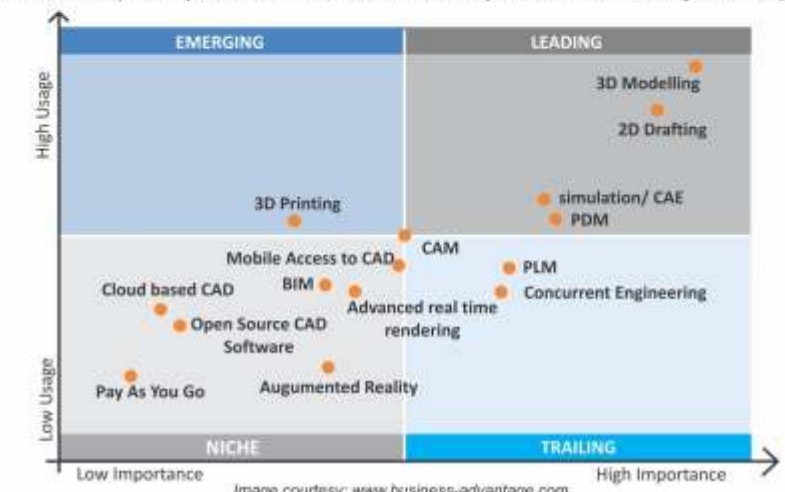 EMERGING
LEADING
High Usage
3D Modelling
2D Drafting
3D Printing
simulation/ CAE
PDM
CAM
Mobile Access to CAD
PLM
BIM
Cloud based CAD
Concurrent Engineering
Advanced real time
rendering
Open Source CAD
Software
Augumented Reality
Pay As You Go
Low Usage
NICHE
TRAILING
Low Importance
High Importance
Image courtesy: www.business-advantage.com